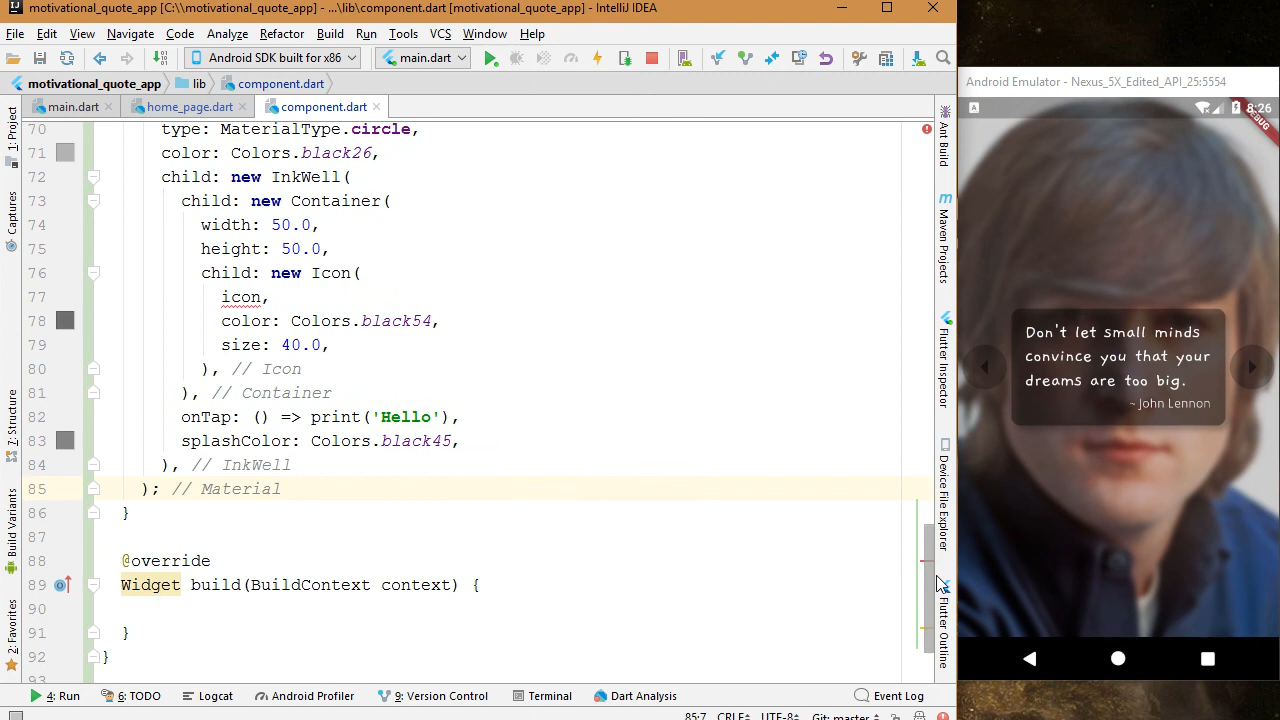 motivational_quote_app [C:\\motivational_quote_app] - ...\lib\component.dart [motivational_quote_app] - IntelliJ IDEA
File Edit View Navigate Code Analyze Refactor Build Run Tools VCS Window Help
Android SDK built for x86 main.dart
motivational_quote_app lib component.dart
main.dart home_page.dart component.dart
70 type: MaterialType.circle,
71 color: Colors.black26,
72 child: new InkWell(
73 child: new Container(
74 width: 50.0,
75 height: 50.0,
76 child: new Icon(
77 icon,
78 color: Colors.black54,
79 size: 40.0,
80 ), // Icon
81 ), // Container
82 onTap: () => print('Hello'),
83 splashColor: Colors.black45,
84 ), // InkWell
85 ); // Material
86 }
87
88 @override
89 Widget build(BuildContext context) {
90
91 }
92 }
93
1: Project
Captures
7: Structure
Build Variants
2: Favorites
Ant Build
Maven Projects
Flutter Inspector
Device File Explorer
Flutter Outline
4: Run 6: TODO Logcat Android Profiler 9: Version Control Terminal Dart Analysis Event Log
85:7 CRLF UTF-8 Git: master
Android Emulator - Nexus_5X_Edited_API_25:5554
A 8:26
DEBUG
Don't let small minds
convince you that your
dreams are too big.
~ John Lennon